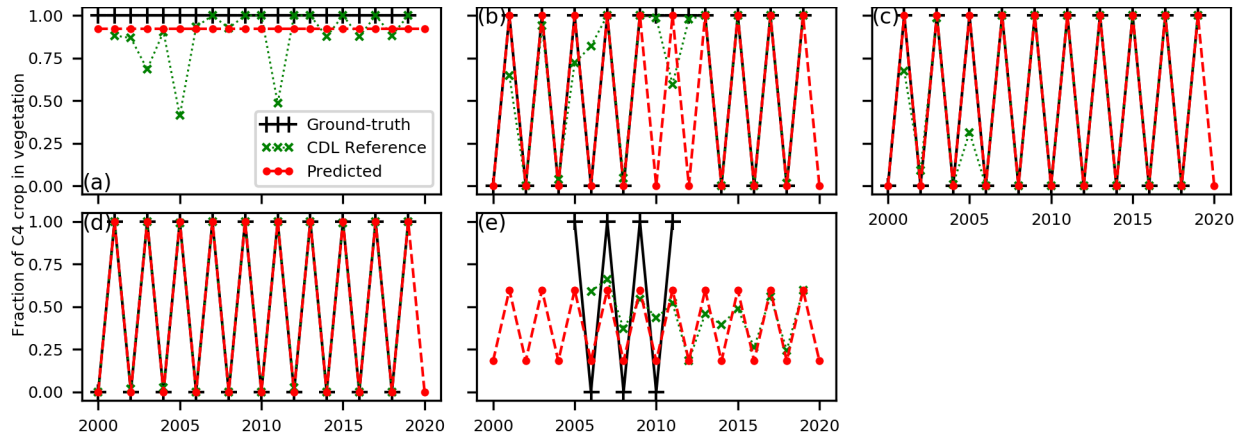 Fraction of C4 crop in vegetation
1.00
0.75
0.50
0.25
0.00
(a)
Ground-truth
CDL Reference
Predicted
(b)
(c)
2000 2005 2010 2015 2020
1.00
0.75
0.50
0.25
0.00
(d)
(e)
2000 2005 2010 2015 2020
2000 2005 2010 2015 2020